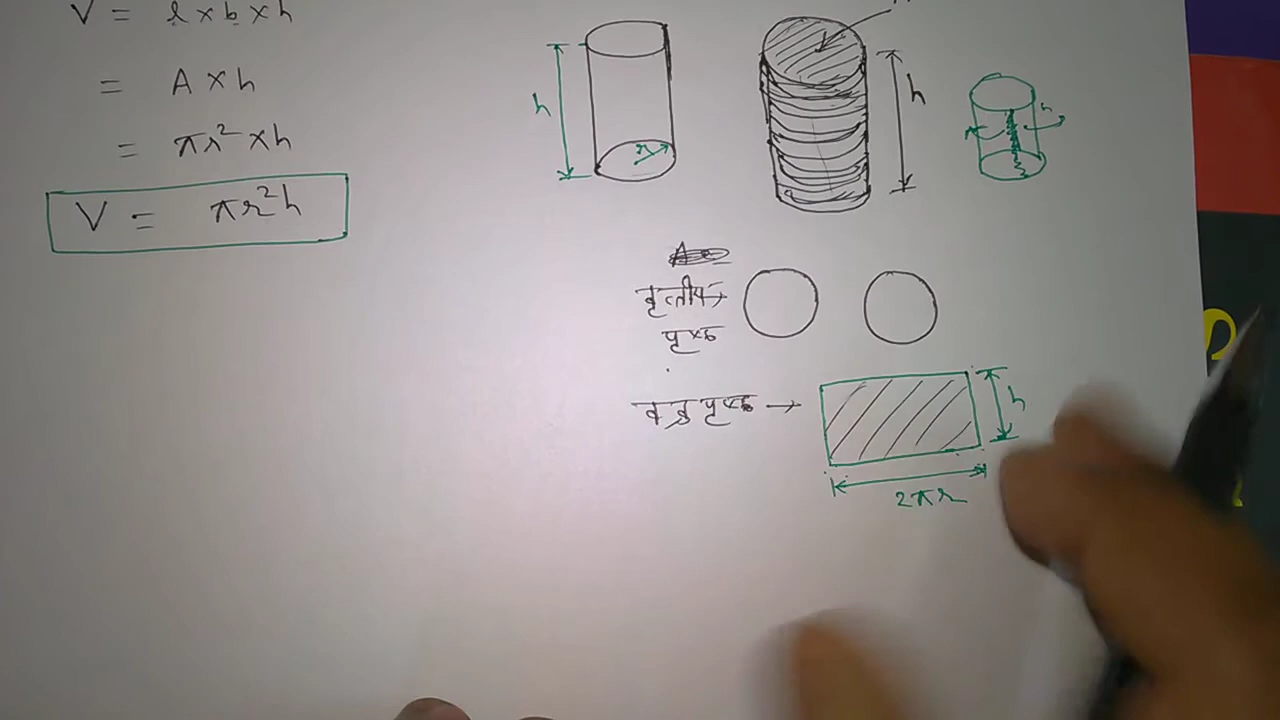 V = l × b × h
= A × h
= πr² × h
V = πr²h
h
r
h
h
वृत्तीय →
पृष्ठ
वक्र पृष्ठ →
h
2πr